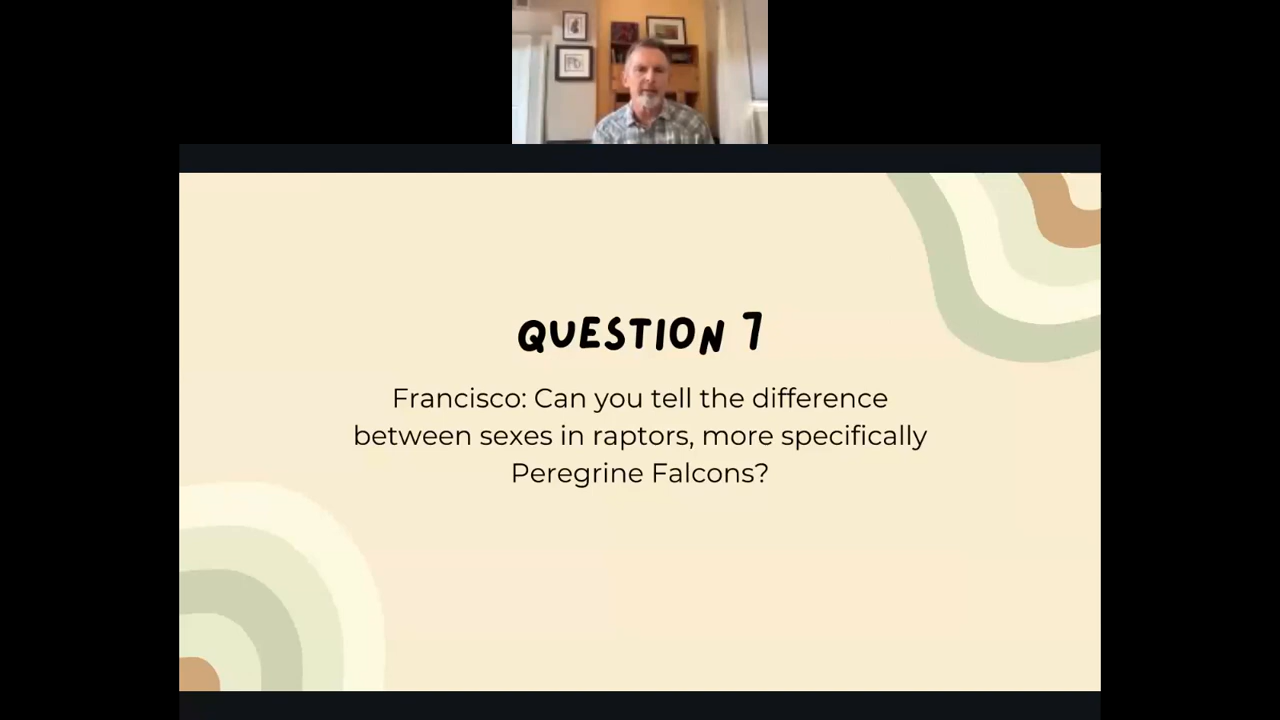 QUESTION 7
Francisco: Can you tell the difference
between sexes in raptors, more specifically
Peregrine Falcons?